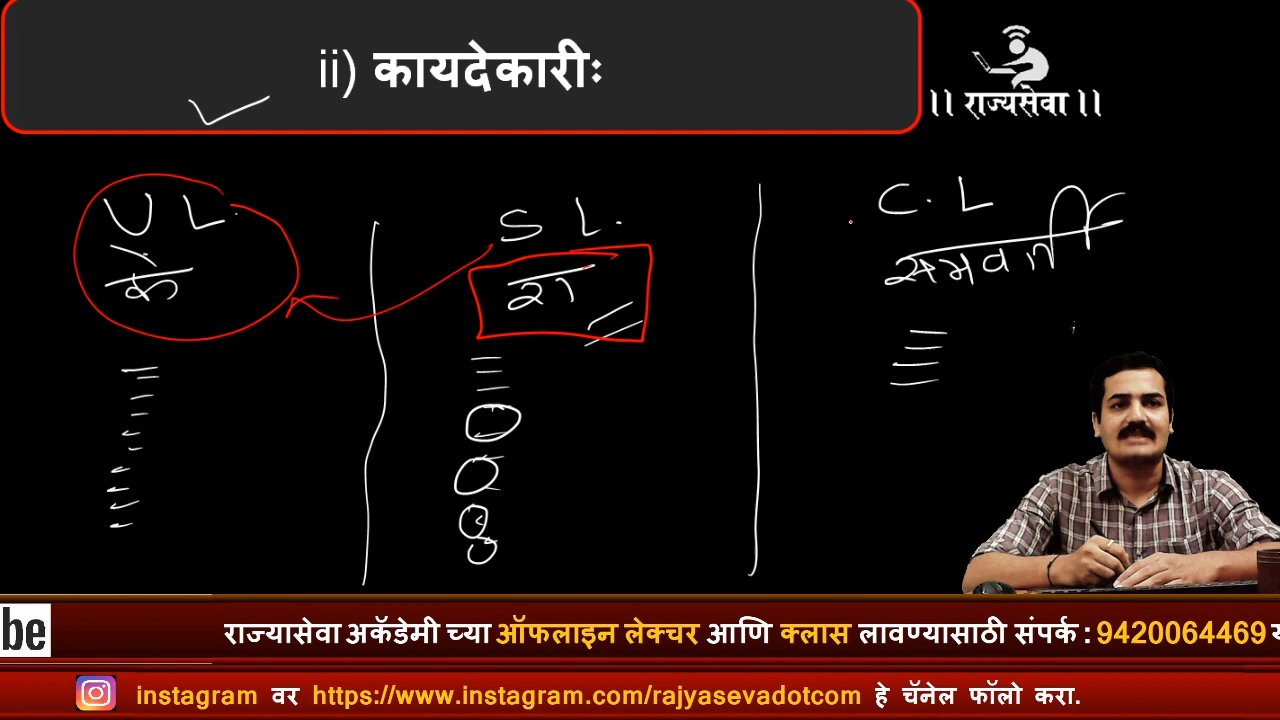 ii) कायदेकारीः
।। राज्यसेवा ।।
U L.
S L.
C. L
के
रा
समवर्ती
be
राज्यासेवा अकॅडेमी च्या ऑफलाइन लेक्चर आणि क्लास लावण्यासाठी संपर्क : 9420064469
instagram वर https://www.instagram.com/rajyasevadotcom हे चॅनेल फॉलो करा.